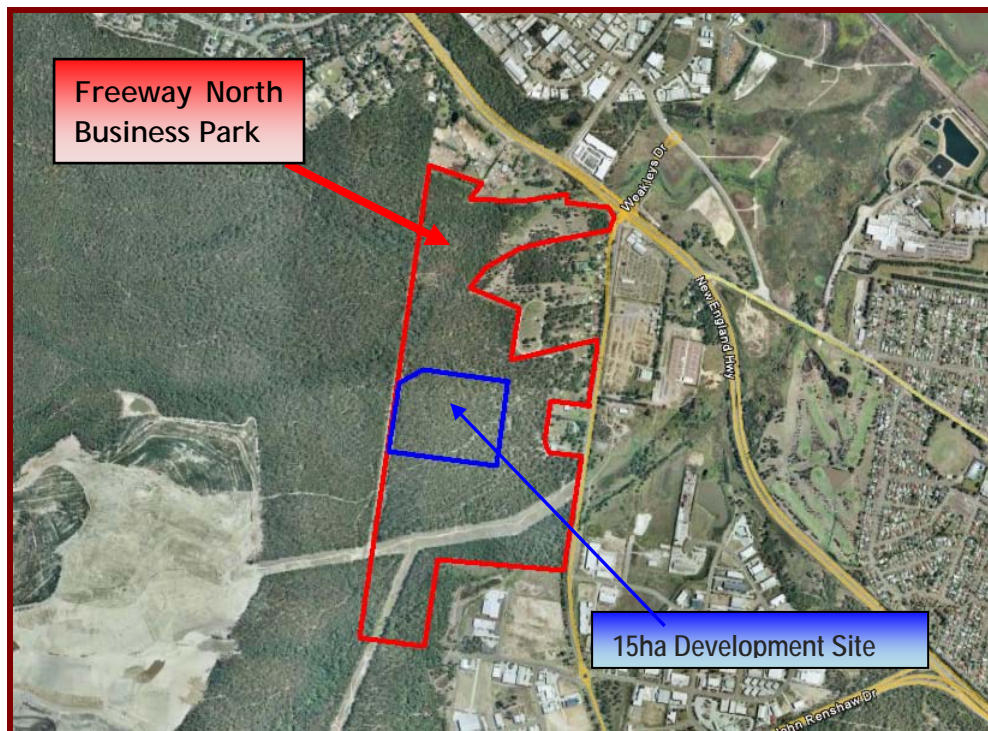 Freeway North
Business Park
Weakleys Dr
New England Hwy
15ha Development Site
John Renshaw Dr